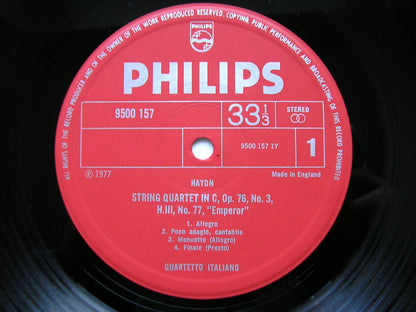 ALL RIGHTS OF THE RECORD PRODUCER AND OF THE OWNER OF THE WORK REPRODUCED RESERVED, COPYING, PUBLIC PERFORMANCE AND BROADCASTING OF THIS RECORD PROHIBITED
PHILIPS
PHILIPS
9500 157
33 1/3
STEREO
9500 157 1Y
1
Ⓟ 1977
HAYDN
Made in England
STRING QUARTET IN C, Op. 76, No. 3,
H.III, No. 77, "Emperor"
1. Allegro
2. Poco adagio, cantabile
3. Menuetto (Allegro)
4. Finale (Presto)
QUARTETTO ITALIANO